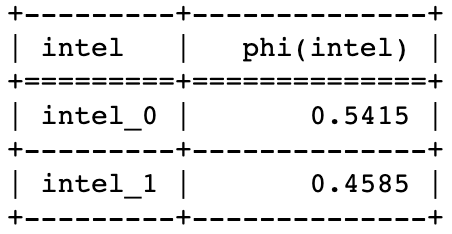 +---------+--------------+
| intel   |   phi(intel) |
+=========+==============+
| intel_0 |       0.5415 |
+---------+--------------+
| intel_1 |       0.4585 |
+---------+--------------+